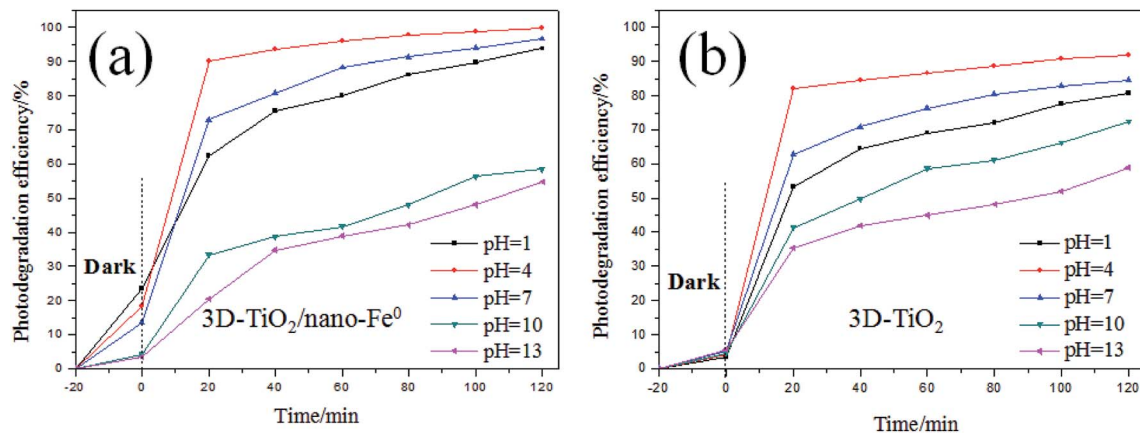 (a)
Photodegradation efficiency/%
100
90
80
70
60
50
40
30
20
10
0
Dark
3D-TiO₂/nano-Fe⁰
pH=1
pH=4
pH=7
pH=10
pH=13
-20 0 20 40 60 80 100 120
Time/min
(b)
Photodegradation efficiency/%
100
90
80
70
60
50
40
30
20
10
0
Dark
3D-TiO₂
pH=1
pH=4
pH=7
pH=10
pH=13
-20 0 20 40 60 80 100 120
Time/min